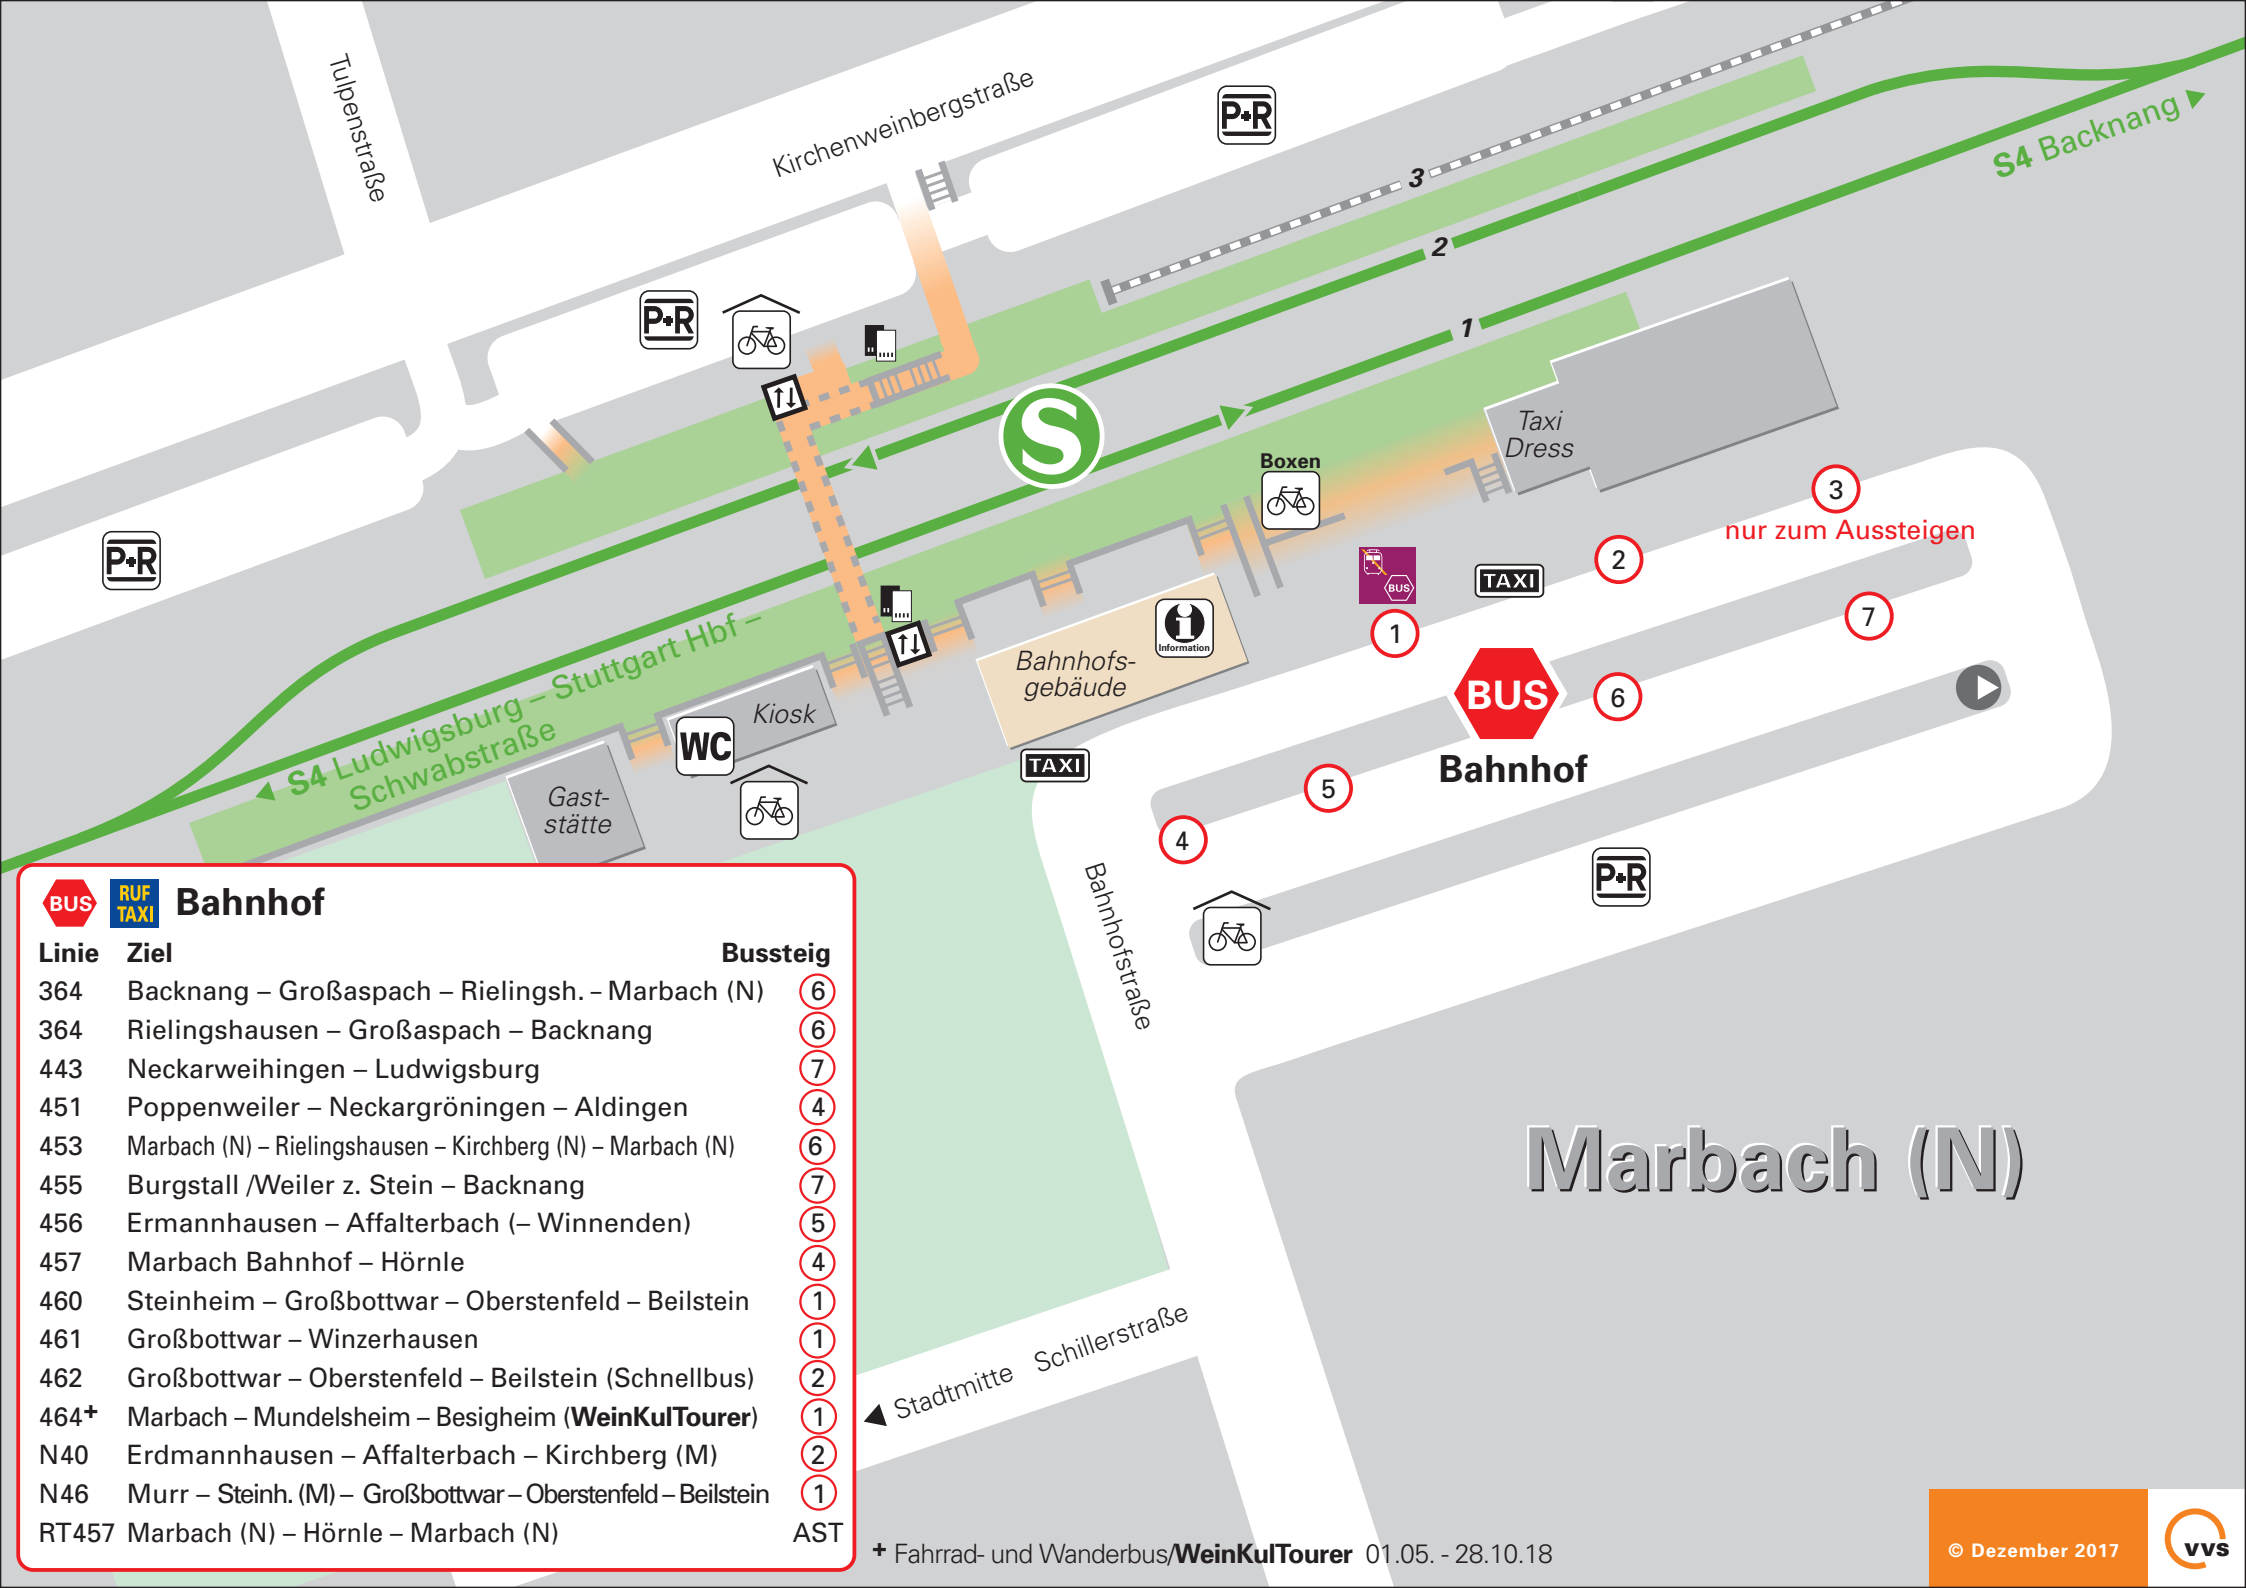 Tulpenstraße
Kirchenweinbergstraße
P+R
3
2
1
S4 Backnang
P+R
P+R
S
Boxen
Taxi
Dress
3
nur zum Aussteigen
2
TAXI
BUS
1
7
6
5
4
BUS
Bahnhof
Information
Bahnhofs-
gebäude
TAXI
Kiosk
WC
Gast-
stätte
S4 Ludwigsburg – Stuttgart Hbf –
Schwabstraße
P+R
Bahnhofstraße
Marbach (N)
Schillerstraße
Stadtmitte
BUS RUF TAXI Bahnhof
Linie Ziel Bussteig
364 Backnang – Großaspach – Rielingsh. – Marbach (N) 6
364 Rielingshausen – Großaspach – Backnang 6
443 Neckarweihingen – Ludwigsburg 7
451 Poppenweiler – Neckargröningen – Aldingen 4
453 Marbach (N) – Rielingshausen – Kirchberg (N) – Marbach (N) 6
455 Burgstall /Weiler z. Stein – Backnang 7
456 Ermannhausen – Affalterbach (– Winnenden) 5
457 Marbach Bahnhof – Hörnle 4
460 Steinheim – Großbottwar – Oberstenfeld – Beilstein 1
461 Großbottwar – Winzerhausen 1
462 Großbottwar – Oberstenfeld – Beilstein (Schnellbus) 2
464+ Marbach – Mundelsheim – Besigheim (WeinKulTourer) 1
N40 Erdmannhausen – Affalterbach – Kirchberg (M) 2
N46 Murr – Steinh. (M) – Großbottwar – Oberstenfeld – Beilstein 1
RT457 Marbach (N) – Hörnle – Marbach (N) AST
+ Fahrrad- und Wanderbus/WeinKulTourer 01.05. - 28.10.18
© Dezember 2017
vvs